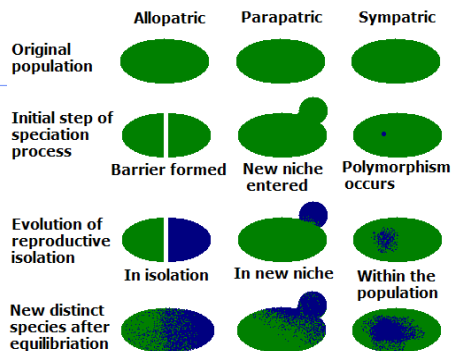 Allopatric Parapatric Sympatric
Original
population
Initial step of
speciation
process
Barrier formed New niche
entered Polymorphism
occurs
Evolution of
reproductive
isolation
In isolation In new niche Within the
population
New distinct
species after
equilibriation